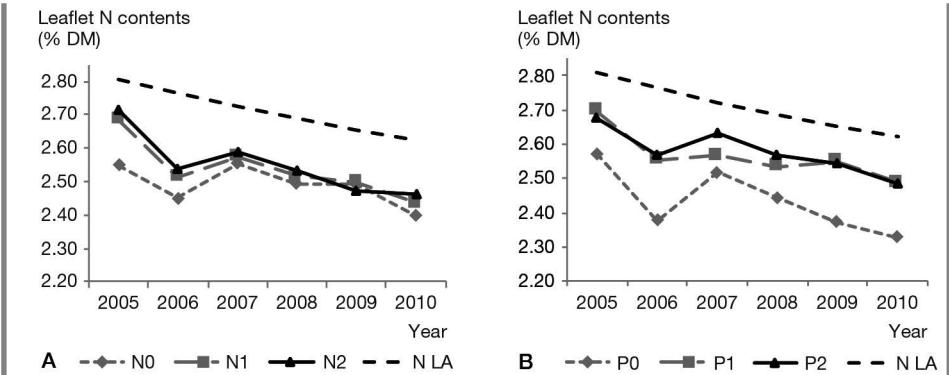 Leaflet N contents
(% DM)
2.80
2.70
2.60
2.50
2.40
2.30
2.20
2005 2006 2007 2008 2009 2010
Year
A N0 N1 N2 N LA
Leaflet N contents
(% DM)
2.80
2.70
2.60
2.50
2.40
2.30
2.20
2005 2006 2007 2008 2009 2010
Year
B P0 P1 P2 N LA